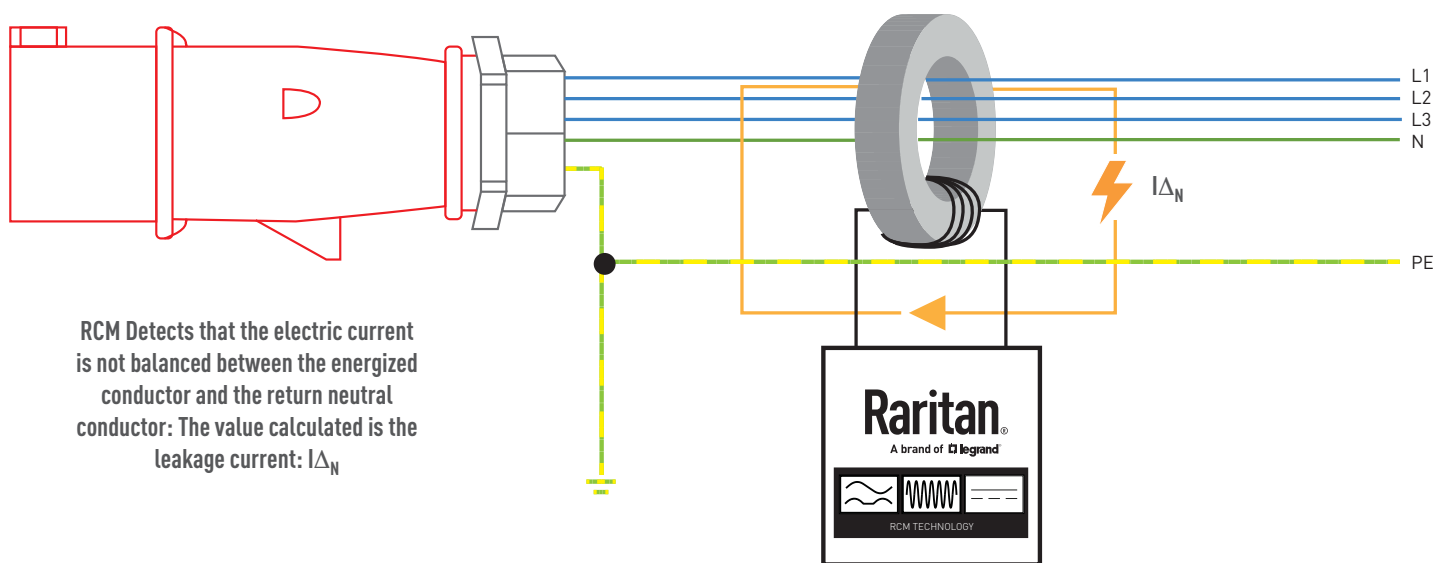 L1
L2
L3
N
IΔN
PE
RCM Detects that the electric current
is not balanced between the energized
conductor and the return neutral
conductor: The value calculated is the
leakage current: IΔN
Raritan®
A brand of legrand®
RCM TECHNOLOGY